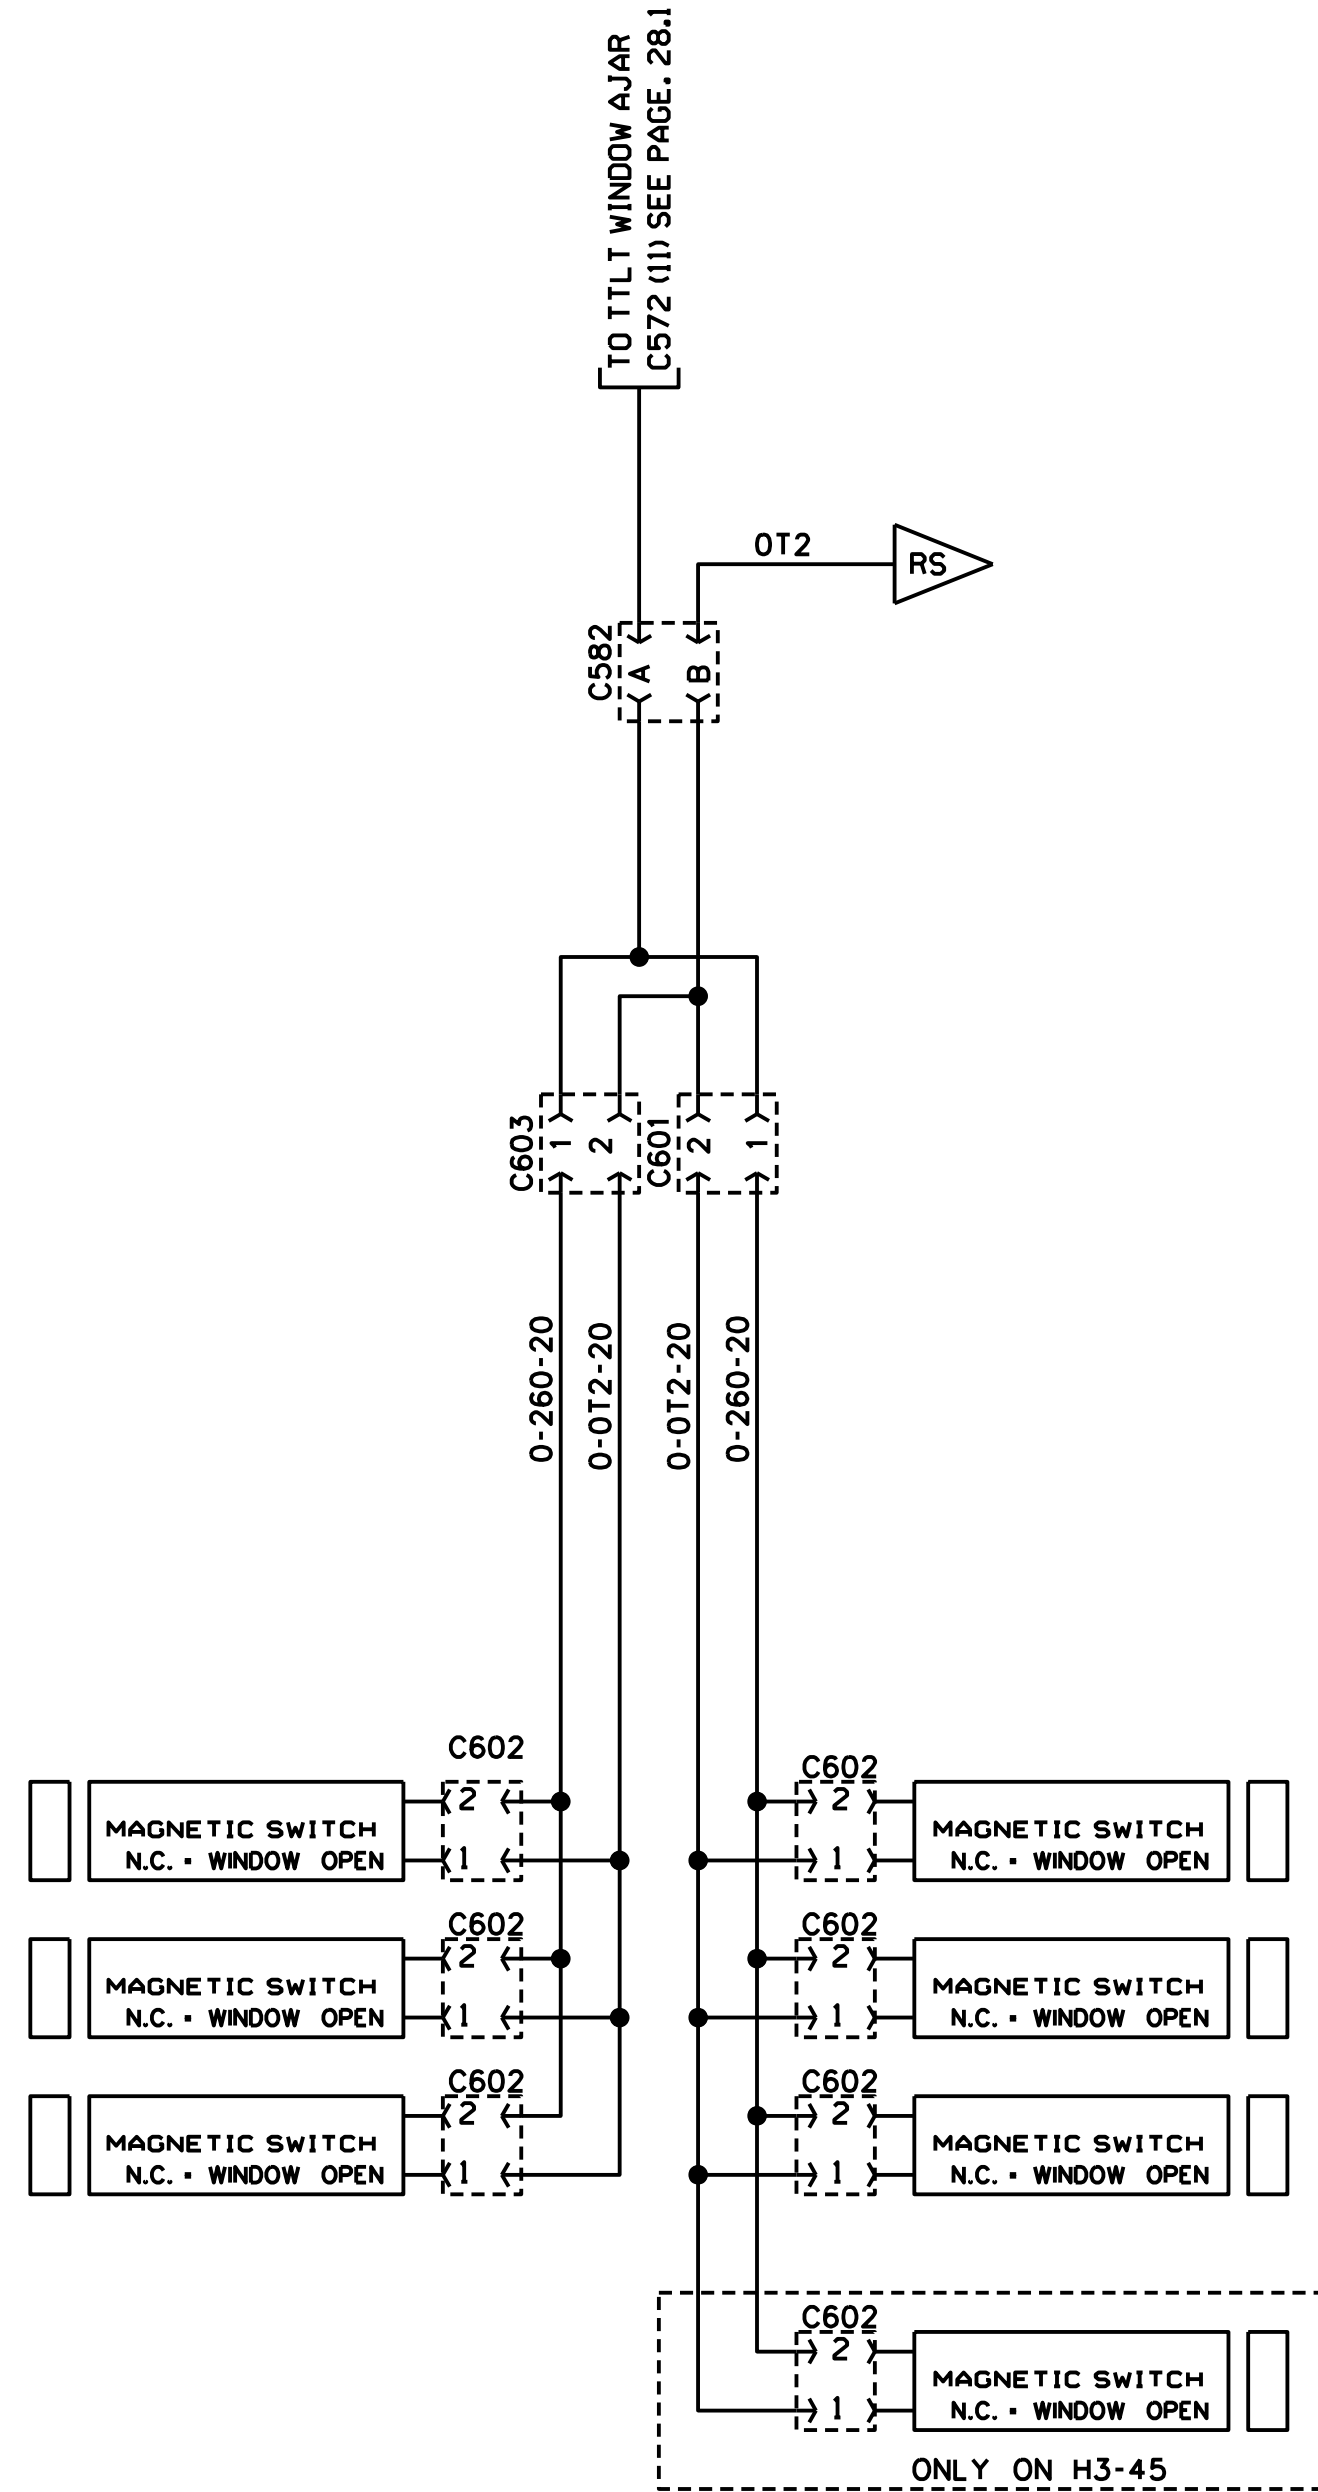 TO TTLT WINDOW AJAR
C572 (11) SEE PAGE. 28.1
OT2
RS
C582
A
B
C603
1
2
C601
2
1
0-260-20
0-0T2-20
0-0T2-20
0-260-20
C602
2
1
MAGNETIC SWITCH
N.C. · WINDOW OPEN
C602
2
1
MAGNETIC SWITCH
N.C. · WINDOW OPEN
C602
2
1
MAGNETIC SWITCH
N.C. · WINDOW OPEN
C602
2
1
MAGNETIC SWITCH
N.C. · WINDOW OPEN
C602
2
1
MAGNETIC SWITCH
N.C. · WINDOW OPEN
C602
2
1
MAGNETIC SWITCH
N.C. · WINDOW OPEN
C602
2
1
MAGNETIC SWITCH
N.C. · WINDOW OPEN
ONLY ON H3-45